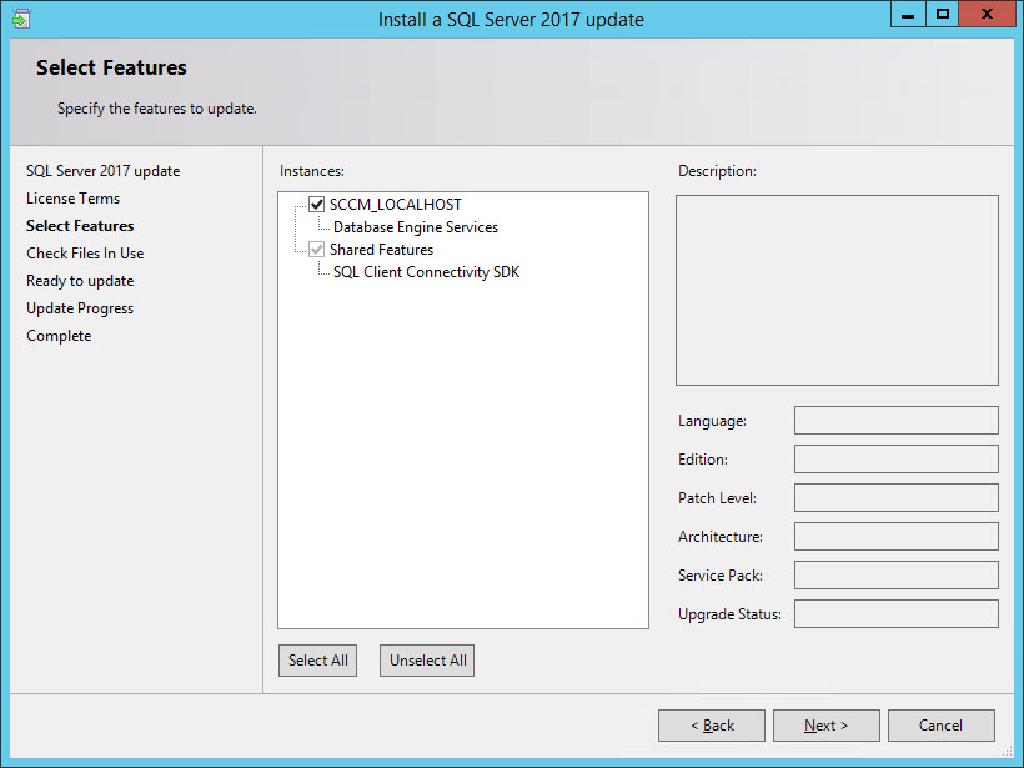 Install a SQL Server 2017 update
Select Features
Specify the features to update.
SQL Server 2017 update
License Terms
Select Features
Check Files In Use
Ready to update
Update Progress
Complete
Instances:
SCCM_LOCALHOST
Database Engine Services
Shared Features
SQL Client Connectivity SDK
Select All
Unselect All
Description:
Language:
Edition:
Patch Level:
Architecture:
Service Pack:
Upgrade Status:
< Back
Next >
Cancel